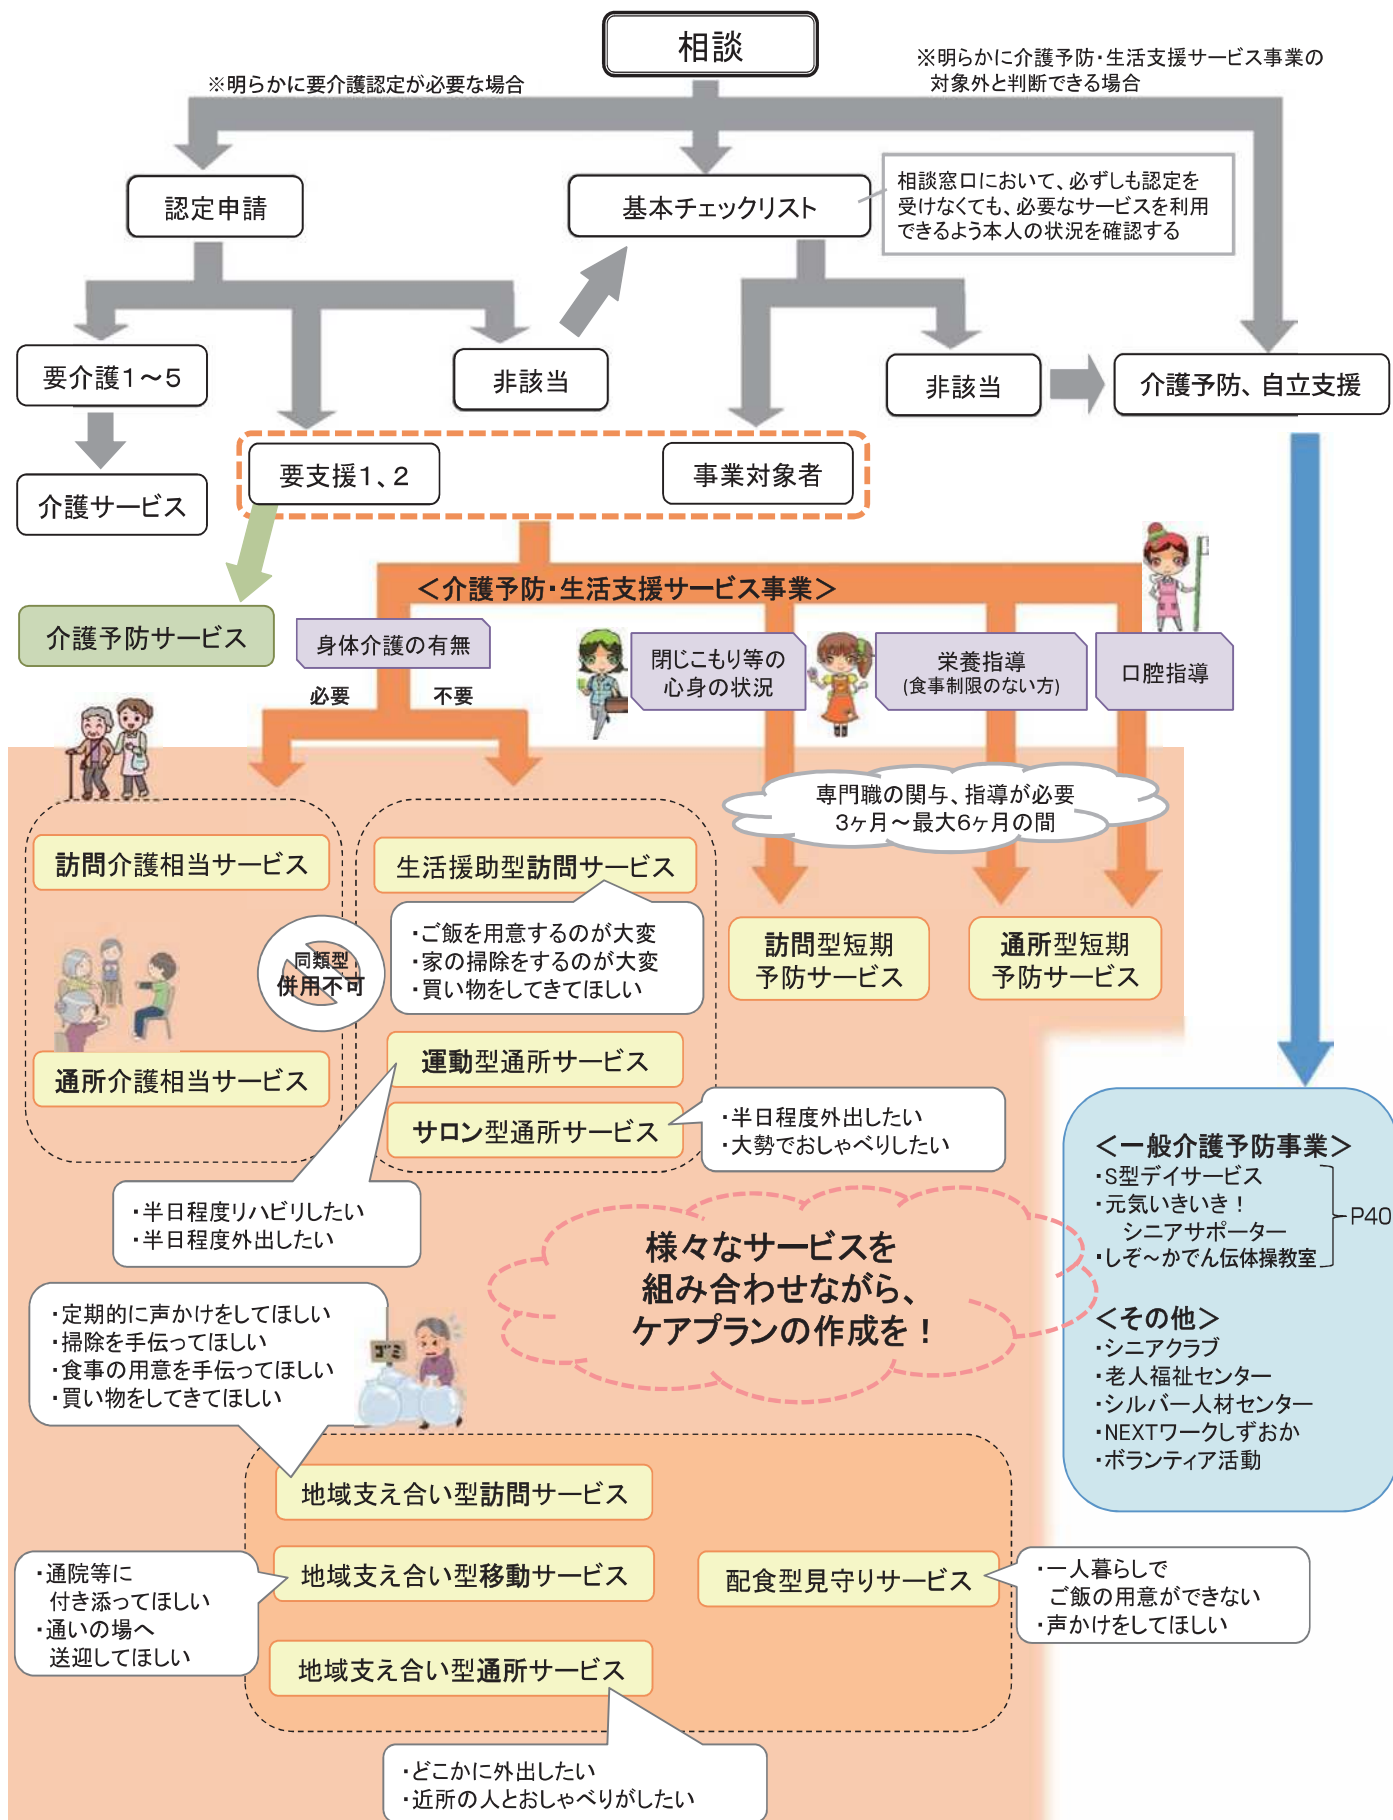 相談
※明らかに要介護認定が必要な場合
※明らかに介護予防・生活支援サービス事業の
対象外と判断できる場合
認定申請
基本チェックリスト
相談窓口において、必ずしも認定を
受けなくても、必要なサービスを利用
できるよう本人の状況を確認する
要介護1～5
非該当
非該当
介護予防、自立支援
介護サービス
要支援1、2
事業対象者
＜介護予防・生活支援サービス事業＞
介護予防サービス
身体介護の有無
必要
不要
閉じこもり等の
心身の状況
栄養指導
(食事制限のない方)
口腔指導
専門職の関与、指導が必要
3ヶ月～最大6ヶ月の間
訪問介護相当サービス
生活援助型訪問サービス
・ご飯を用意するのが大変
・家の掃除をするのが大変
・買い物をしてきてほしい
同類型
併用不可
訪問型短期
予防サービス
通所型短期
予防サービス
通所介護相当サービス
運動型通所サービス
サロン型通所サービス
・半日程度外出したい
・大勢でおしゃべりしたい
・半日程度リハビリしたい
・半日程度外出したい
＜一般介護予防事業＞
・S型デイサービス
・元気いきいき！
シニアサポーター
・しぞ～かでん伝体操教室
P40
＜その他＞
・シニアクラブ
・老人福祉センター
・シルバー人材センター
・NEXTワークしずおか
・ボランティア活動
様々なサービスを
組み合わせながら、
ケアプランの作成を！
・定期的に声かけをしてほしい
・掃除を手伝ってほしい
・食事の用意を手伝ってほしい
・買い物をしてきてほしい
ゴミ
地域支え合い型訪問サービス
地域支え合い型移動サービス
・通院等に
付き添ってほしい
・通いの場へ
送迎してほしい
配食型見守りサービス
・一人暮らしで
ご飯の用意ができない
・声かけをしてほしい
地域支え合い型通所サービス
・どこかに外出したい
・近所の人とおしゃべりがしたい